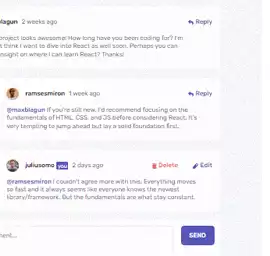 blagun 2 weeks ago Reply
project looks awesome! How long have you been coding for? I'm
t think I want to dive into React as well soon. Perhaps you can
insight on where I can learn React? Thanks!
ramsesmiron 1 week ago Reply
@maxblagun If you're still new, I'd recommend focusing on the
fundamentals of HTML, CSS, and JS before considering React. It's
very tempting to jump ahead but lay a solid foundation first.
juliusomo you 2 days ago Delete Edit
@ramsesmiron I couldn't agree more with this. Everything moves
so fast and it always seems like everyone knows the newest
library/framework. But the fundamentals are what stay constant.
ment... SEND